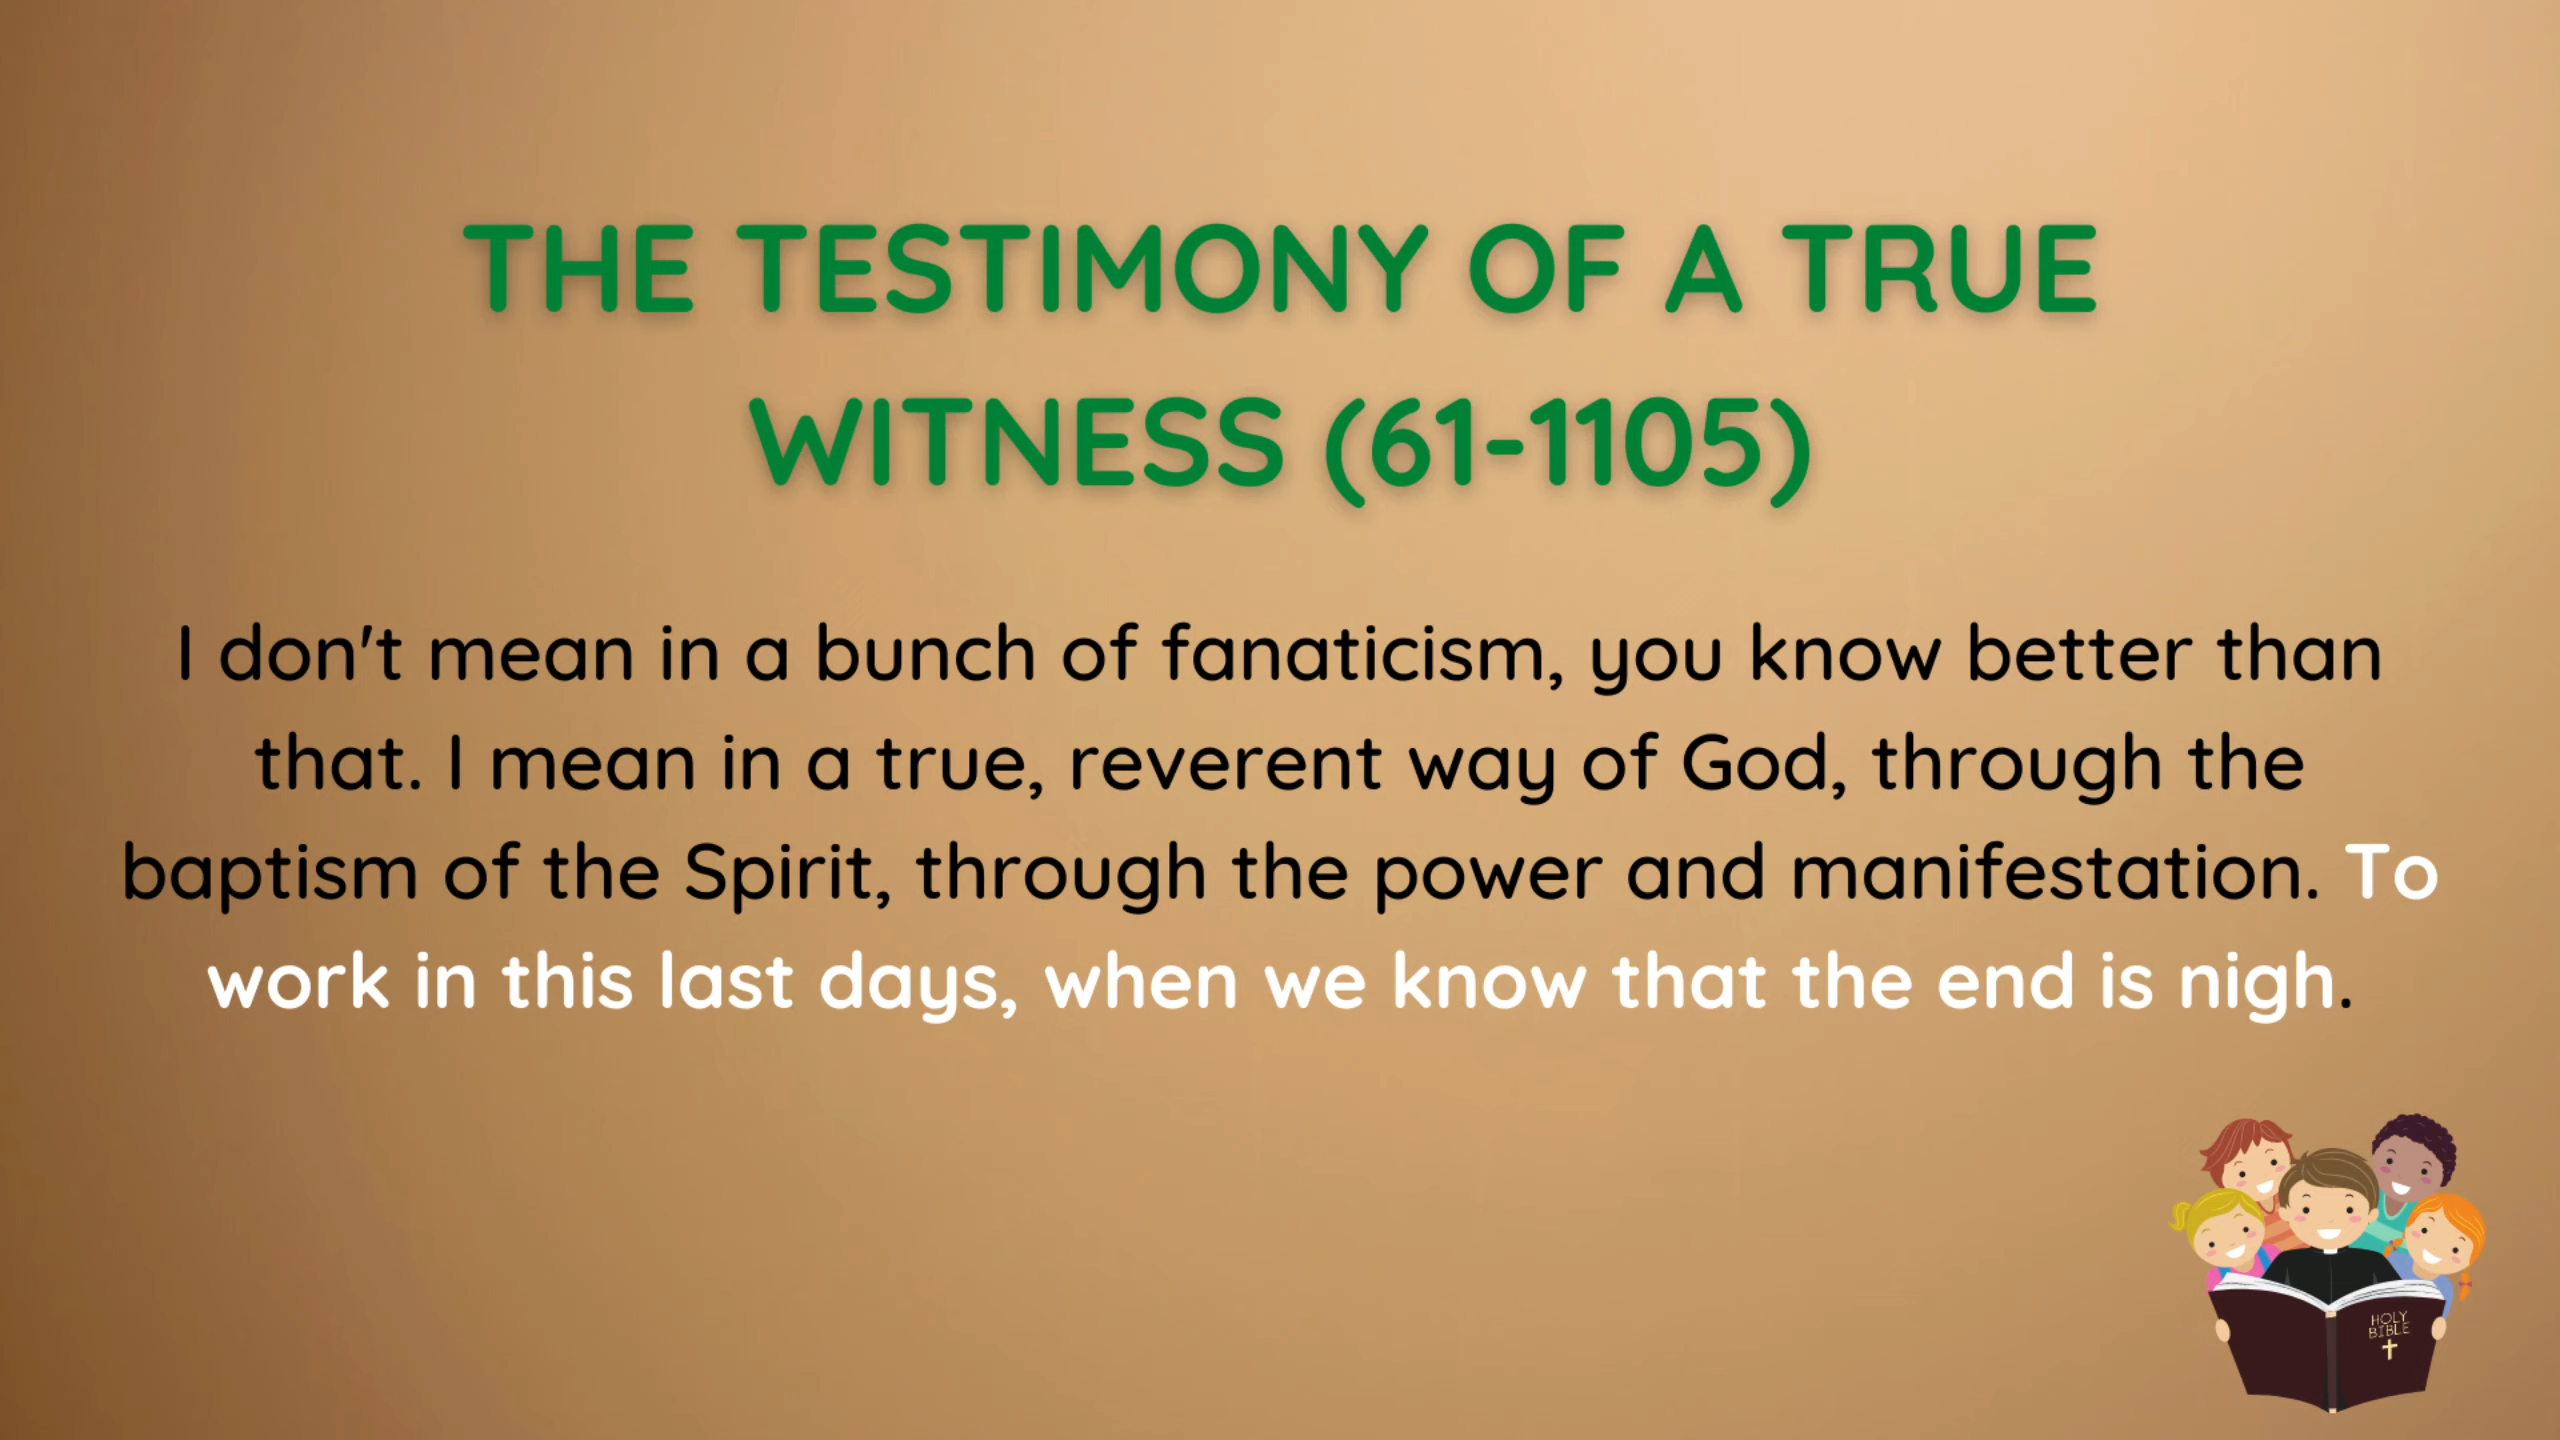 THE TESTIMONY OF A TRUE
WITNESS (61-1105)
I don't mean in a bunch of fanaticism, you know better than
that. I mean in a true, reverent way of God, through the
baptism of the Spirit, through the power and manifestation. To
work in this last days, when we know that the end is nigh.
HOLY
BIBLE